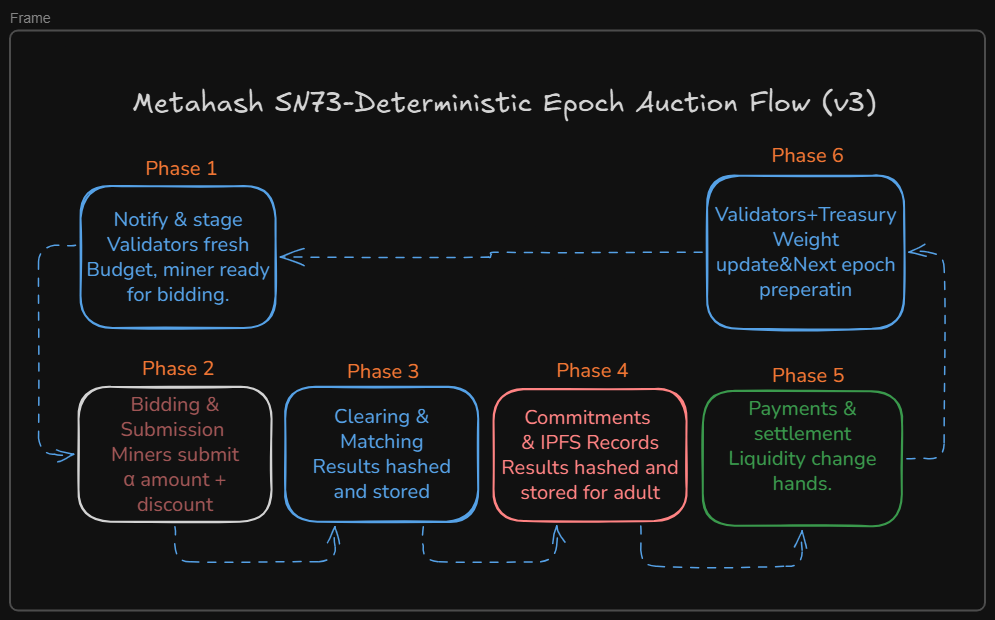 Frame
Metahash SN73-Deterministic Epoch Auction Flow (v3)
Phase 1
Notify & stage
Validators fresh
Budget, miner ready
for bidding.
Phase 6
Validators+Treasury
Weight
update&Next epoch
preperatin
Phase 2
Bidding &
Submission
Miners submit
α amount +
discount
Phase 3
Clearing &
Matching
Results hashed
and stored
Phase 4
Commitments
& IPFS Records
Results hashed and
stored for adult
Phase 5
Payments &
settlement
Liquidity change
hands.